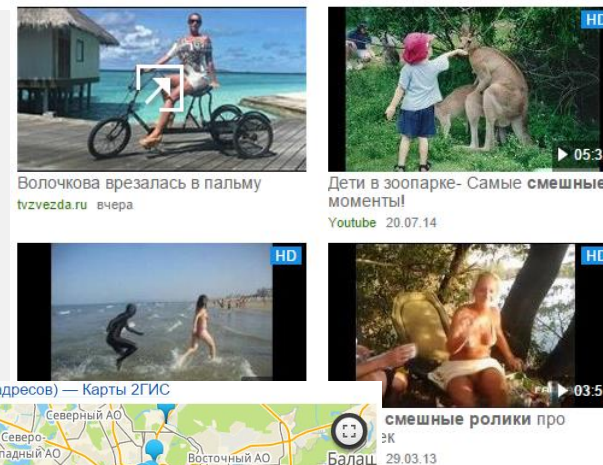 HD
05:3
Волочкова врезалась в пальму
tvzvezda.ru вчера
Дети в зоопарке- Самые смешные
моменты!
Youtube 20.07.14
HD
HD
03:5
адресов) — Карты 2ГИС
смешные ролики про
ек
29.03.13
Северный АО
Северо-
падный АО
Восточный АО
Балаш